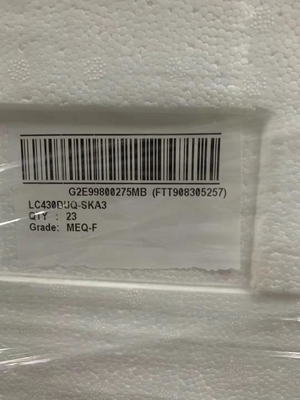 G2E99800275MB (FTT908305257)
LC430DUQ-SKA3
QTY : 23
Grade: MEQ-F